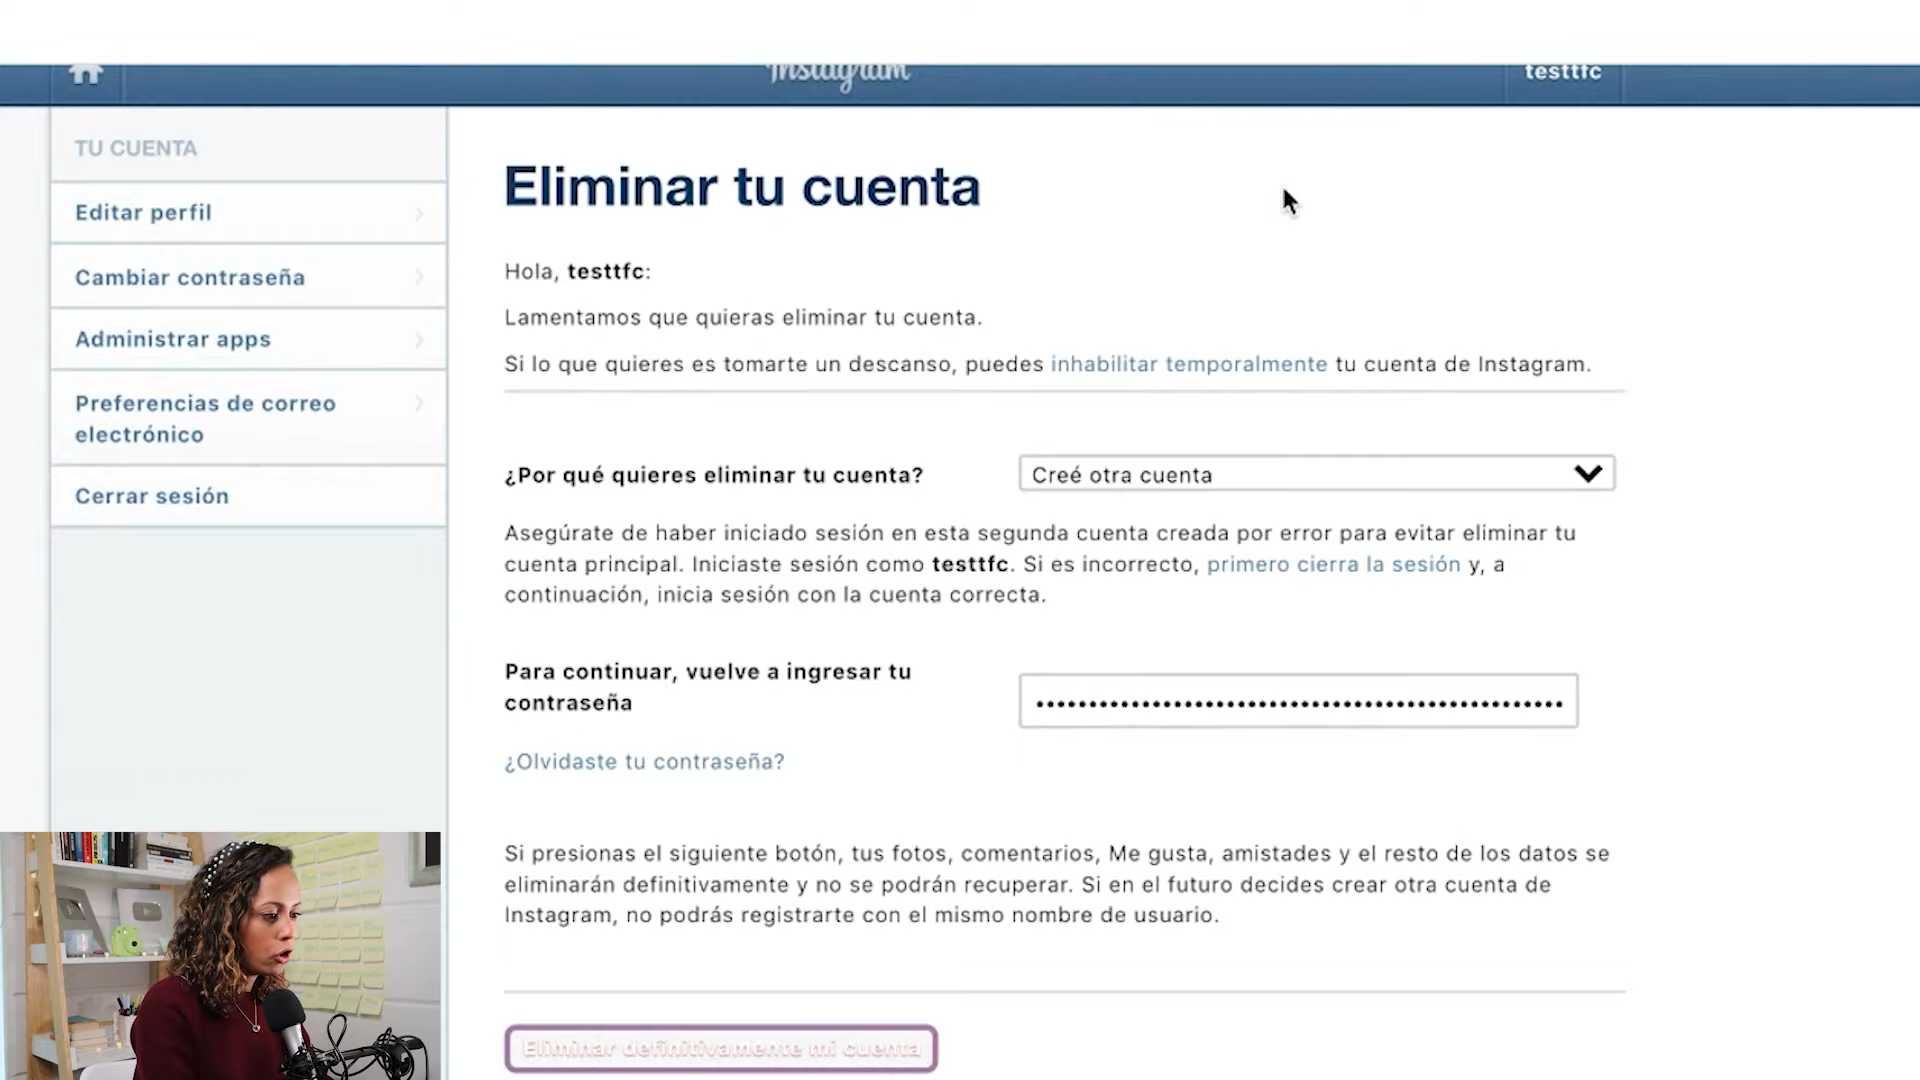 Instagram
testtfc
TU CUENTA
Editar perfil
Cambiar contraseña
Administrar apps
Preferencias de correo
electrónico
Cerrar sesión
Eliminar tu cuenta
Hola, testtfc:
Lamentamos que quieras eliminar tu cuenta.
Si lo que quieres es tomarte un descanso, puedes inhabilitar temporalmente tu cuenta de Instagram.
¿Por qué quieres eliminar tu cuenta?
Creé otra cuenta
Asegúrate de haber iniciado sesión en esta segunda cuenta creada por error para evitar eliminar tu
cuenta principal. Iniciaste sesión como testtfc. Si es incorrecto, primero cierra la sesión y, a
continuación, inicia sesión con la cuenta correcta.
Para continuar, vuelve a ingresar tu
contraseña
¿Olvidaste tu contraseña?
Si presionas el siguiente botón, tus fotos, comentarios, Me gusta, amistades y el resto de los datos se
eliminarán definitivamente y no se podrán recuperar. Si en el futuro decides crear otra cuenta de
Instagram, no podrás registrarte con el mismo nombre de usuario.
Eliminar definitivamente mi cuenta